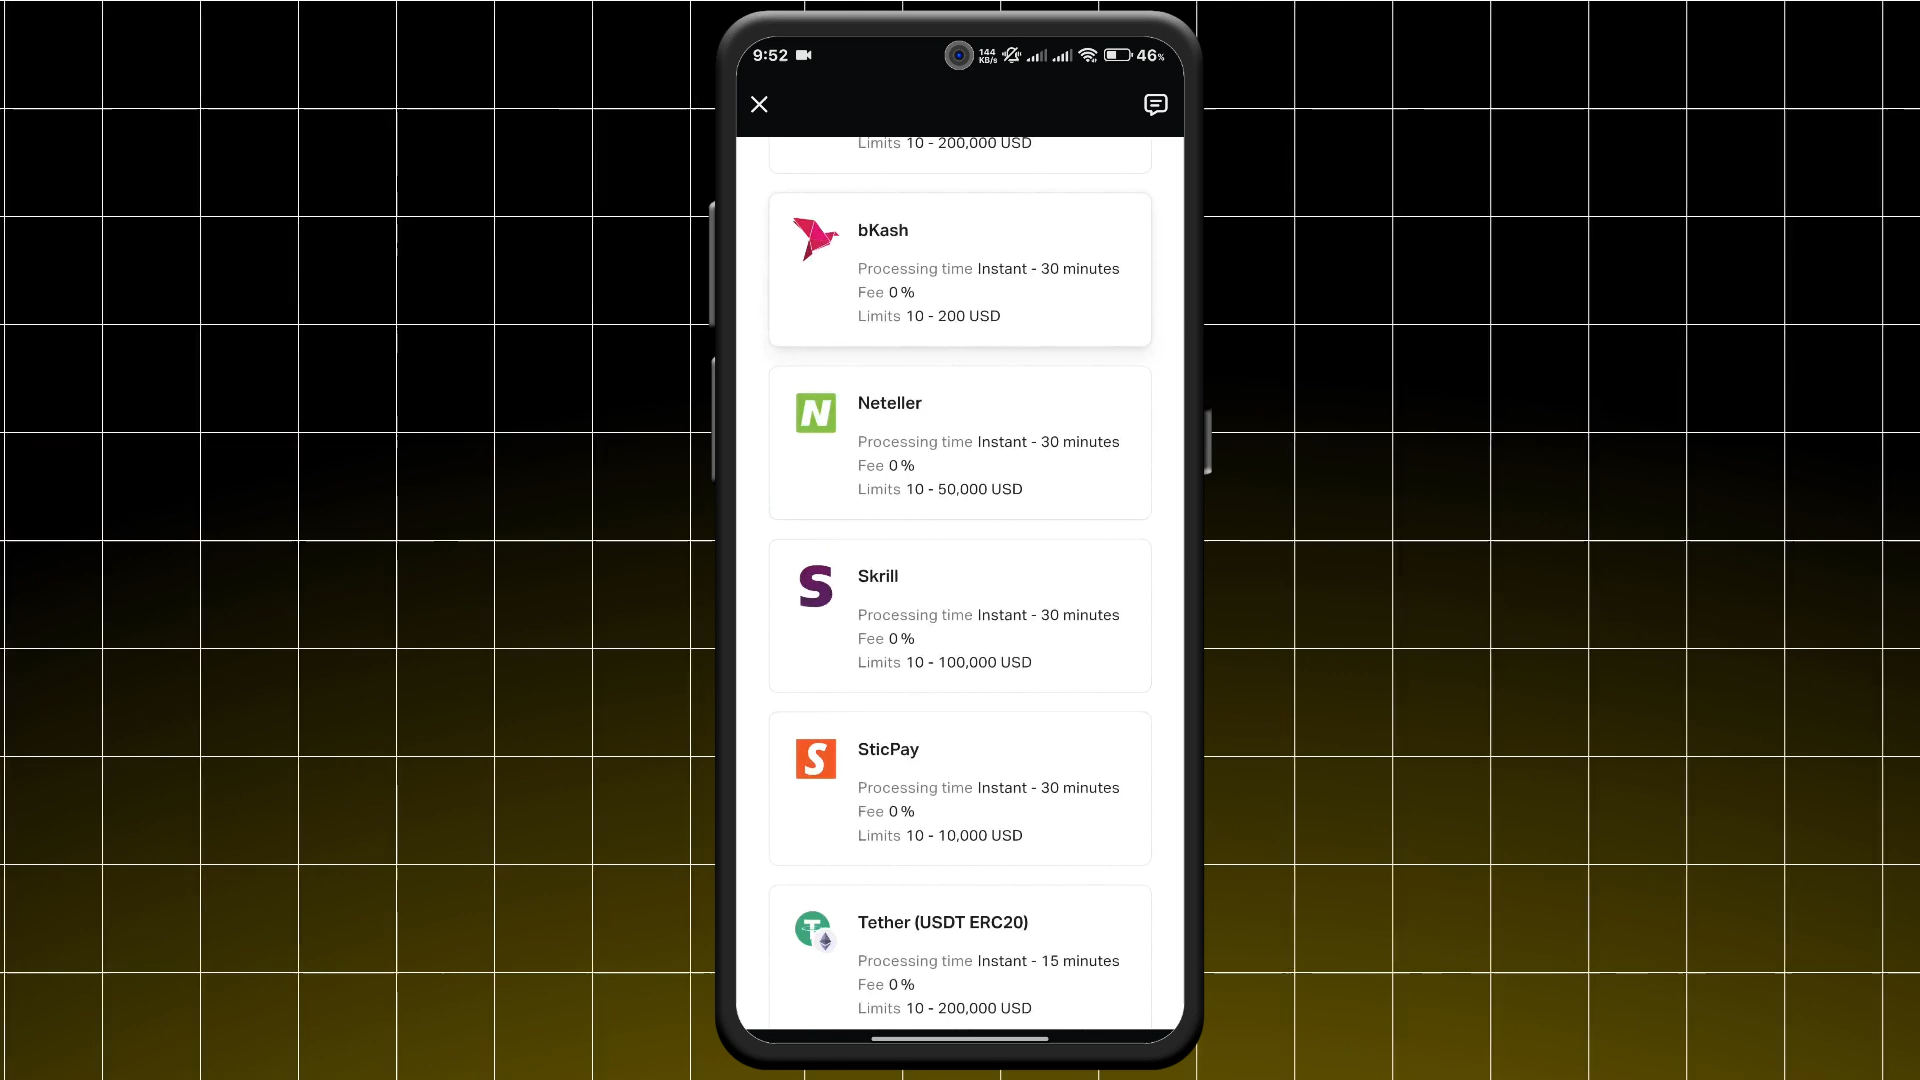 9:52
144
KB/s
46%
Limits 10 - 200,000 USD
bKash
Processing time Instant - 30 minutes
Fee 0 %
Limits 10 - 200 USD
N
Neteller
Processing time Instant - 30 minutes
Fee 0 %
Limits 10 - 50,000 USD
S
Skrill
Processing time Instant - 30 minutes
Fee 0 %
Limits 10 - 100,000 USD
S
SticPay
Processing time Instant - 30 minutes
Fee 0 %
Limits 10 - 10,000 USD
Tether (USDT ERC20)
Processing time Instant - 15 minutes
Fee 0 %
Limits 10 - 200,000 USD